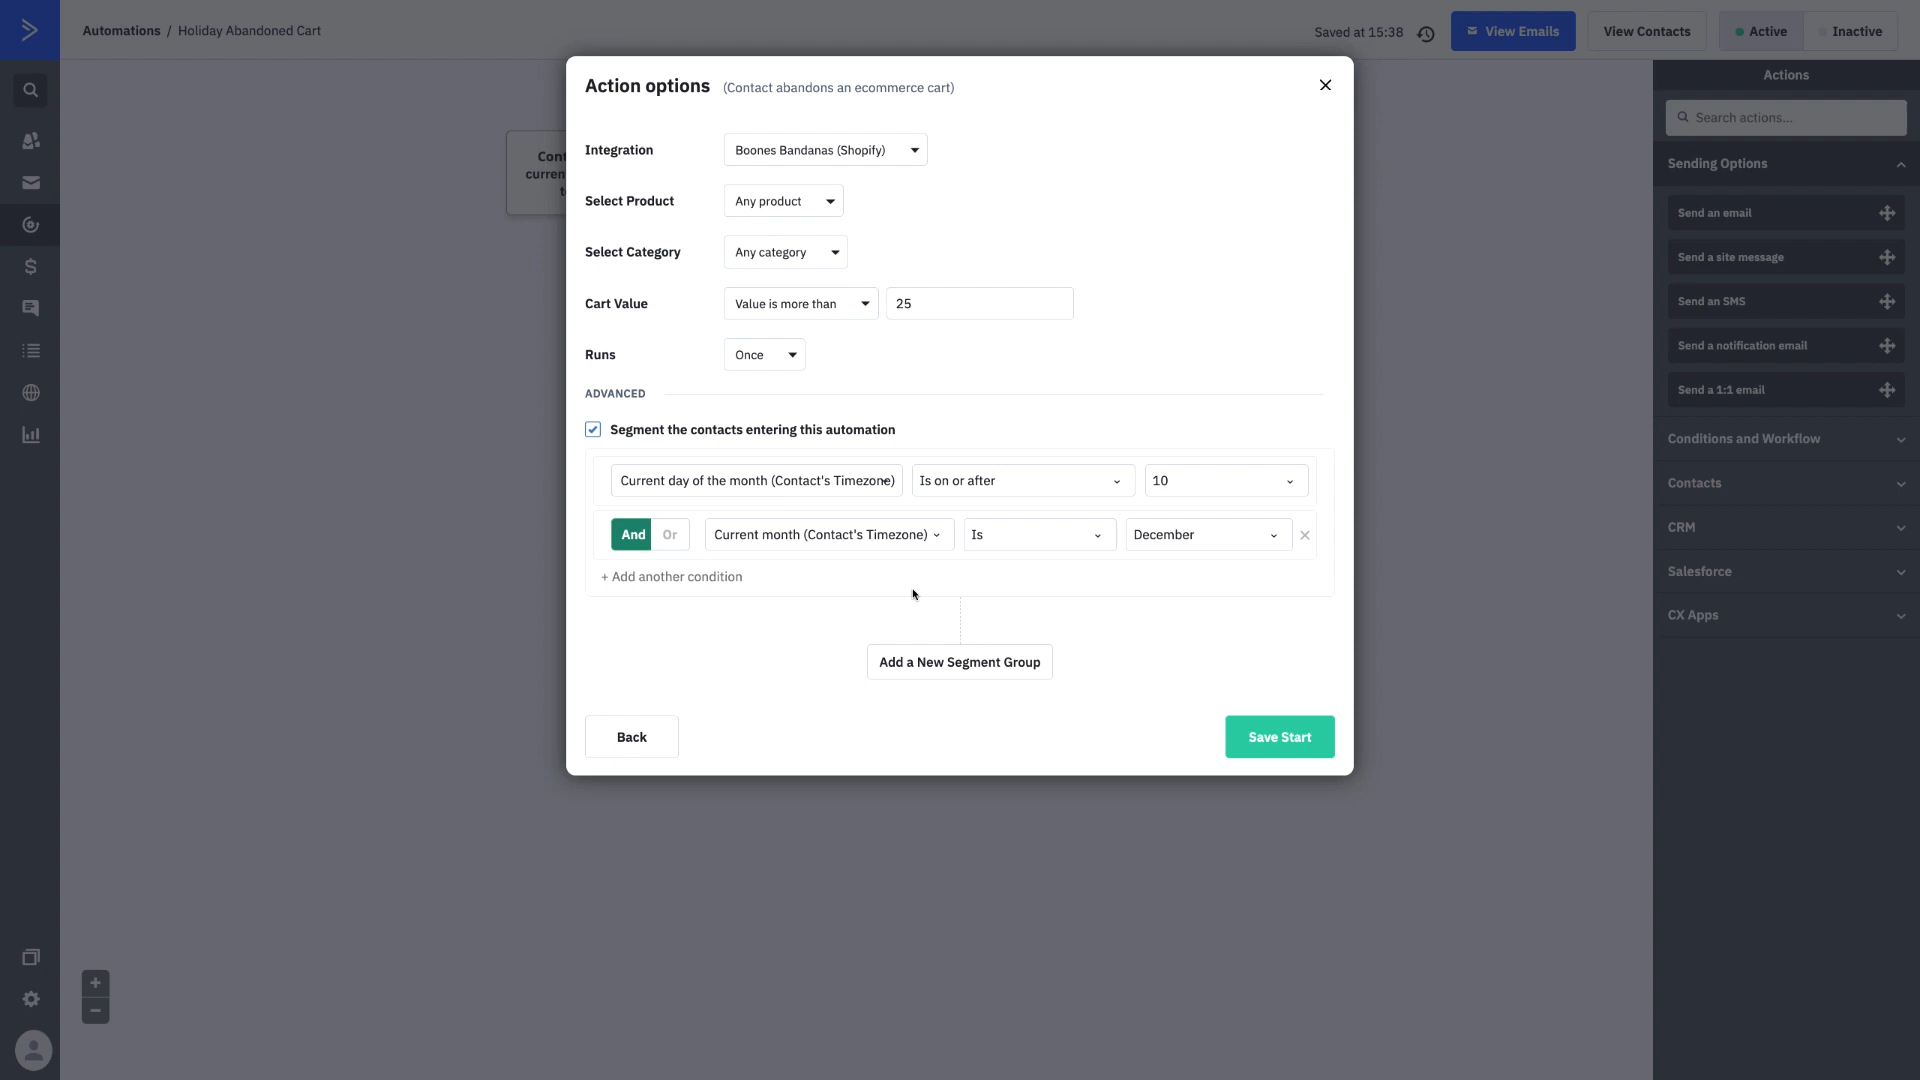 Automations / Holiday Abandoned Cart
Saved at 15:38
View Emails
View Contacts
Active
Inactive
Action options (Contact abandons an ecommerce cart)
Integration
Boones Bandanas (Shopify)
Select Product
Any product
Select Category
Any category
Cart Value
Value is more than
25
Runs
Once
ADVANCED
Segment the contacts entering this automation
Current day of the month (Contact's Timezone)
Is on or after
10
And
Or
Current month (Contact's Timezone)
Is
December
+ Add another condition
Add a New Segment Group
Back
Save Start
Actions
Search actions...
Sending Options
Send an email
Send a site message
Send an SMS
Send a notification email
Send a 1:1 email
Conditions and Workflow
Contacts
CRM
Salesforce
CX Apps